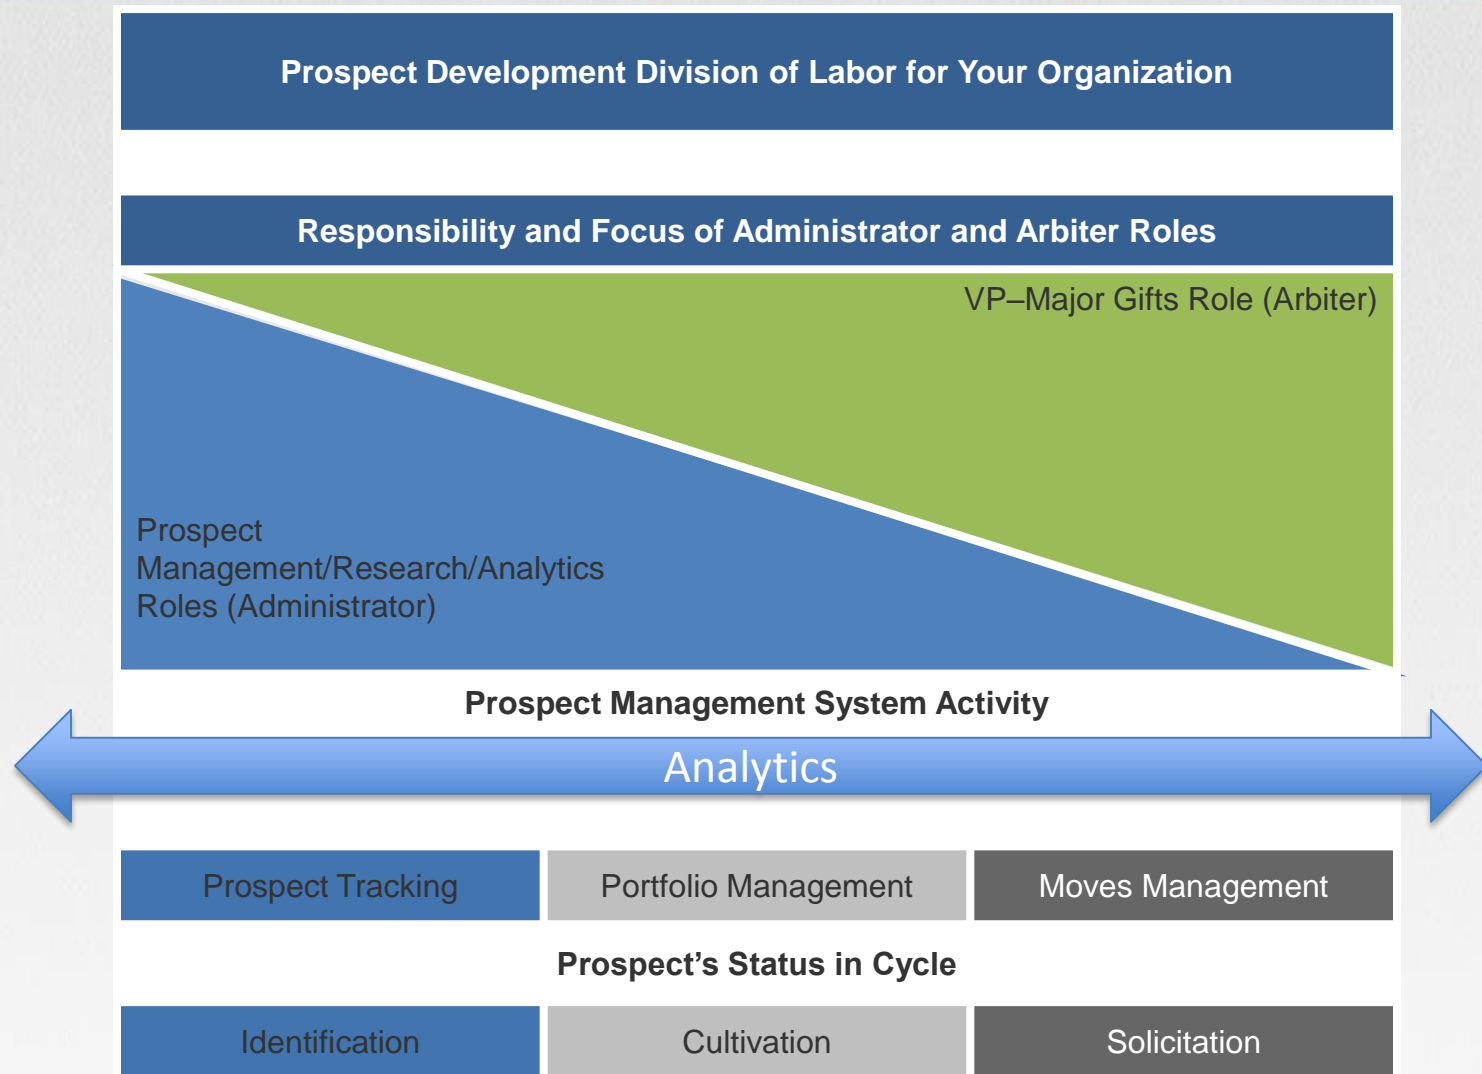 Prospect Development Division of Labor for Your Organization
Responsibility and Focus of Administrator and Arbiter Roles
VP–Major Gifts Role (Arbiter)
Prospect
Management/Research/Analytics
Roles (Administrator)
Prospect Management System Activity
Analytics
Prospect Tracking
Portfolio Management
Moves Management
Prospect’s Status in Cycle
Identification
Cultivation
Solicitation